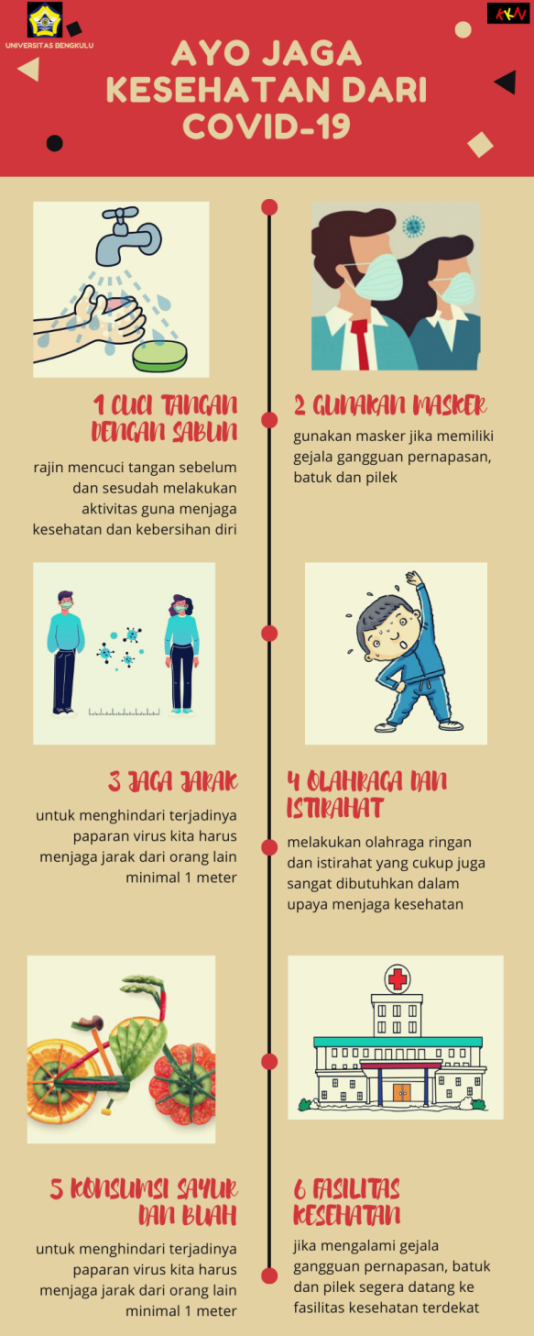 UNIVERSITAS BENGKULU
KKN
AYO JAGA
KESEHATAN DARI
COVID-19
1 CUCI TANGAN
DENGAN SABUN
rajin mencuci tangan sebelum
dan sesudah melakukan
aktivitas guna menjaga
kesehatan dan kebersihan diri
2 GUNAKAN MASKER
gunakan masker jika memiliki
gejala gangguan pernapasan,
batuk dan pilek
3 JAGA JARAK
untuk menghindari terjadinya
paparan virus kita harus
menjaga jarak dari orang lain
minimal 1 meter
4 OLAHRAGA DAN
ISTIRAHAT
melakukan olahraga ringan
dan istirahat yang cukup juga
sangat dibutuhkan dalam
upaya menjaga kesehatan
5 KONSUMSI SAYUR
DAN BUAH
untuk menghindari terjadinya
paparan virus kita harus
menjaga jarak dari orang lain
minimal 1 meter
6 FASILITAS
KESEHATAN
jika mengalami gejala
gangguan pernapasan, batuk
dan pilek segera datang ke
fasilitas kesehatan terdekat